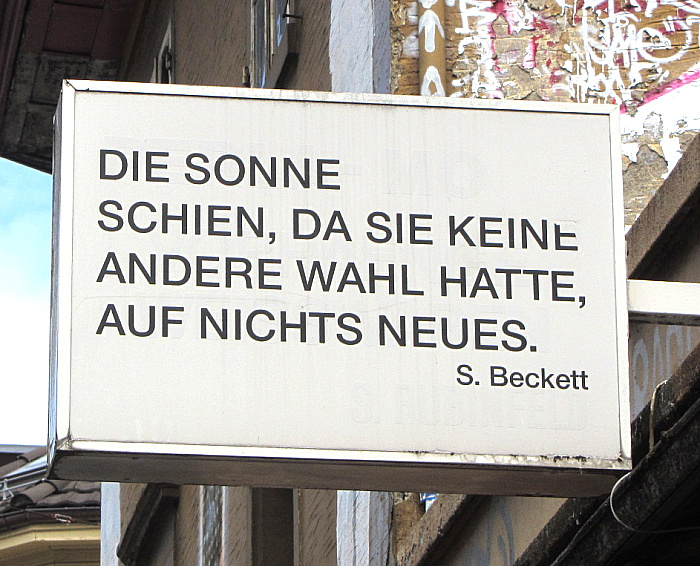 DIE SONNE
SCHIEN, DA SIE KEINE
ANDERE WAHL HATTE,
AUF NICHTS NEUES.
S. Beckett